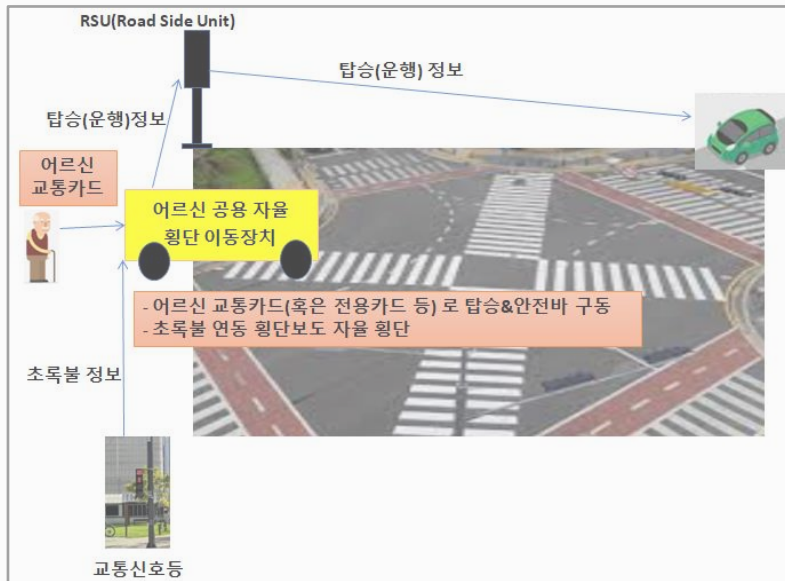 RSU(Road Side Unit)
탑승(운행) 정보
탑승(운행)정보
어르신
교통카드
어르신 공용 자율
횡단 이동장치
- 어르신 교통카드(혹은 전용카드 등) 로 탑승&안전바 구동
- 초록불 연동 횡단보도 자율 횡단
초록불 정보
교통신호등